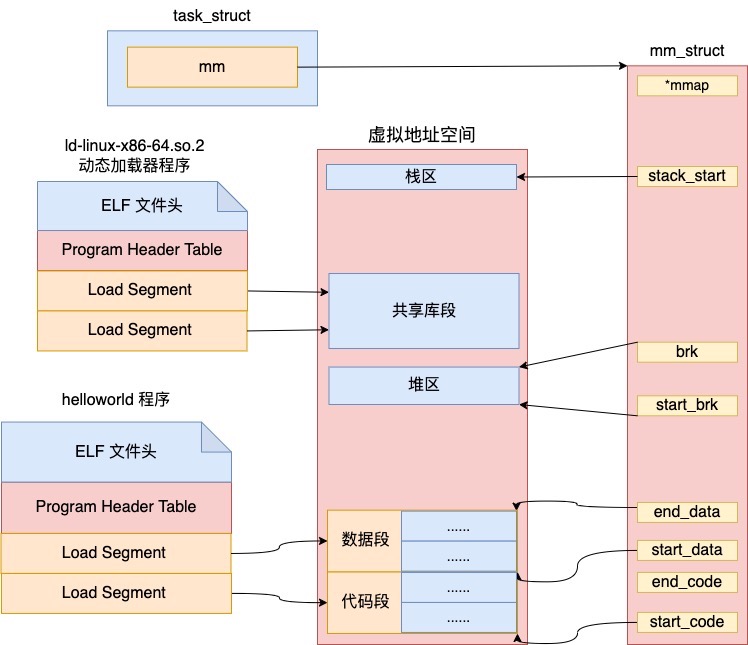 task_struct
mm
mm_struct
*mmap
ld-linux-x86-64.so.2
动态加载器程序
虚拟地址空间
栈区
stack_start
ELF 文件头
Program Header Table
Load Segment
Load Segment
共享库段
堆区
brk
start_brk
helloworld 程序
ELF 文件头
Program Header Table
Load Segment
Load Segment
数据段
......
......
代码段
......
......
end_data
start_data
end_code
start_code